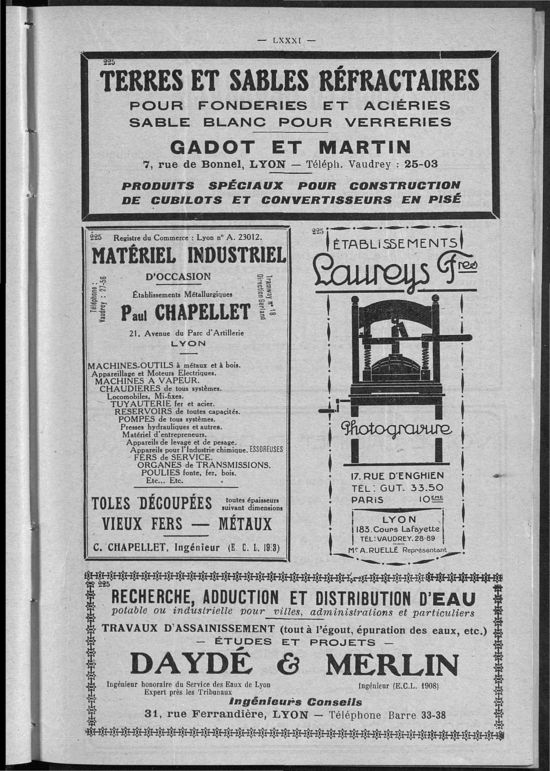 — LXXXI —
225
TERRES ET SABLES RÉFRACTAIRES
POUR FONDERIES ET ACIÉRIES
SABLE BLANC POUR VERRERIES
GADOT ET MARTIN
7, rue de Bonnel, LYON — Téléph. Vaudrey : 25-03
PRODUITS SPÉCIAUX POUR CONSTRUCTION
DE CUBILOTS ET CONVERTISSEURS EN PISÉ
225 Registre du Commerce : Lyon nº A. 23012.
MATÉRIEL INDUSTRIEL
D'OCCASION
Téléphone :
Vaudrey : 27-56
Tramway nº 18
Direction Gerland
Établissements Métallurgiques
Paul CHAPELLET
21, Avenue du Parc d'Artillerie
LYON
MACHINES-OUTILS à métaux et à bois.
Appareillage et Moteurs Electriques.
MACHINES A VAPEUR.
CHAUDIERES de tous systèmes.
Locomobiles, Mi-fixes.
TUYAUTERIE fer et acier.
RESERVOIRS de toutes capacités.
POMPES de tous systèmes.
Presses hydrauliques et autres.
Matériel d'entrepreneurs.
Appareils de levage et de pesage.
Appareils pour l'Industrie chimique. ESSOREUSES
FERS de SERVICE.
ORGANES de TRANSMISSIONS.
POULIES fonte, fer, bois.
Etc... Etc.
TOLES DÉCOUPÉES toutes épaisseurs
suivant dimensions
VIEUX FERS — MÉTAUX
C. CHAPELLET, Ingénieur (E. C. L. 1913)
225
ÉTABLISSEMENTS
Laureys Fres
Photogravure
17. RUE D'ENGHIEN
TEL: GUT. 33.50
PARIS 10EME
LYON
183. Cours Lafayette
TEL: VAUDREY. 28-89
Mr A. RUELLE Représentant
225
RECHERCHE, ADDUCTION ET DISTRIBUTION D'EAU
potable ou industrielle pour villes, administrations et particuliers
TRAVAUX D'ASSAINISSEMENT (tout à l'égout, épuration des eaux, etc.)
— ÉTUDES ET PROJETS —
DAYDÉ & MERLIN
Ingénieur honoraire du Service des Eaux de Lyon
Expert près les Tribunaux
Ingénieur (E.C.L. 1908)
Ingénieurs Conseils
31, rue Ferrandière, LYON — Téléphone Barre 33-38